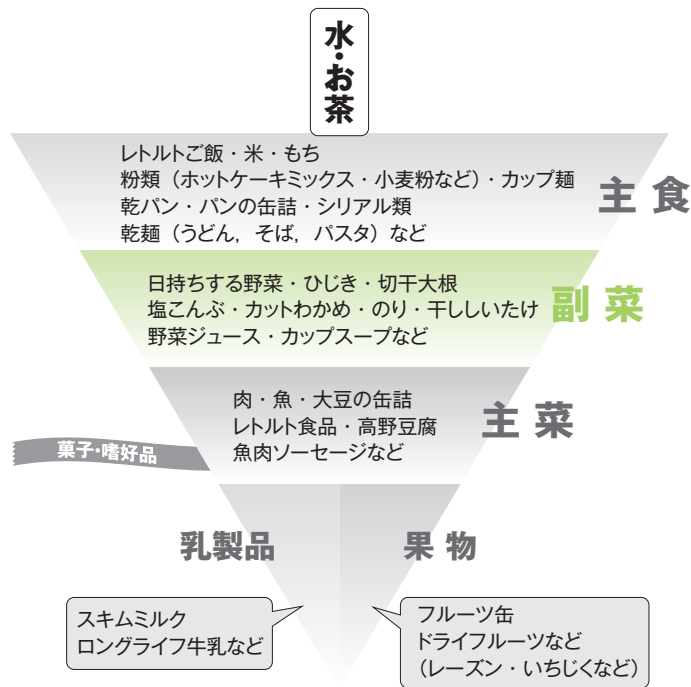 水・お茶
レトルトご飯・米・もち
粉類（ホットケーキミックス・小麦粉など）・カップ麺
乾パン・パンの缶詰・シリアル類
乾麺（うどん，そば，パスタ）など
主食
日持ちする野菜・ひじき・切干大根
塩こんぶ・カットわかめ・のり・干ししいたけ
野菜ジュース・カップスープなど
副菜
肉・魚・大豆の缶詰
レトルト食品・高野豆腐
魚肉ソーセージなど
主菜
菓子・嗜好品
乳製品
果物
スキムミルク
ロングライフ牛乳など
フルーツ缶
ドライフルーツなど
（レーズン・いちじくなど）